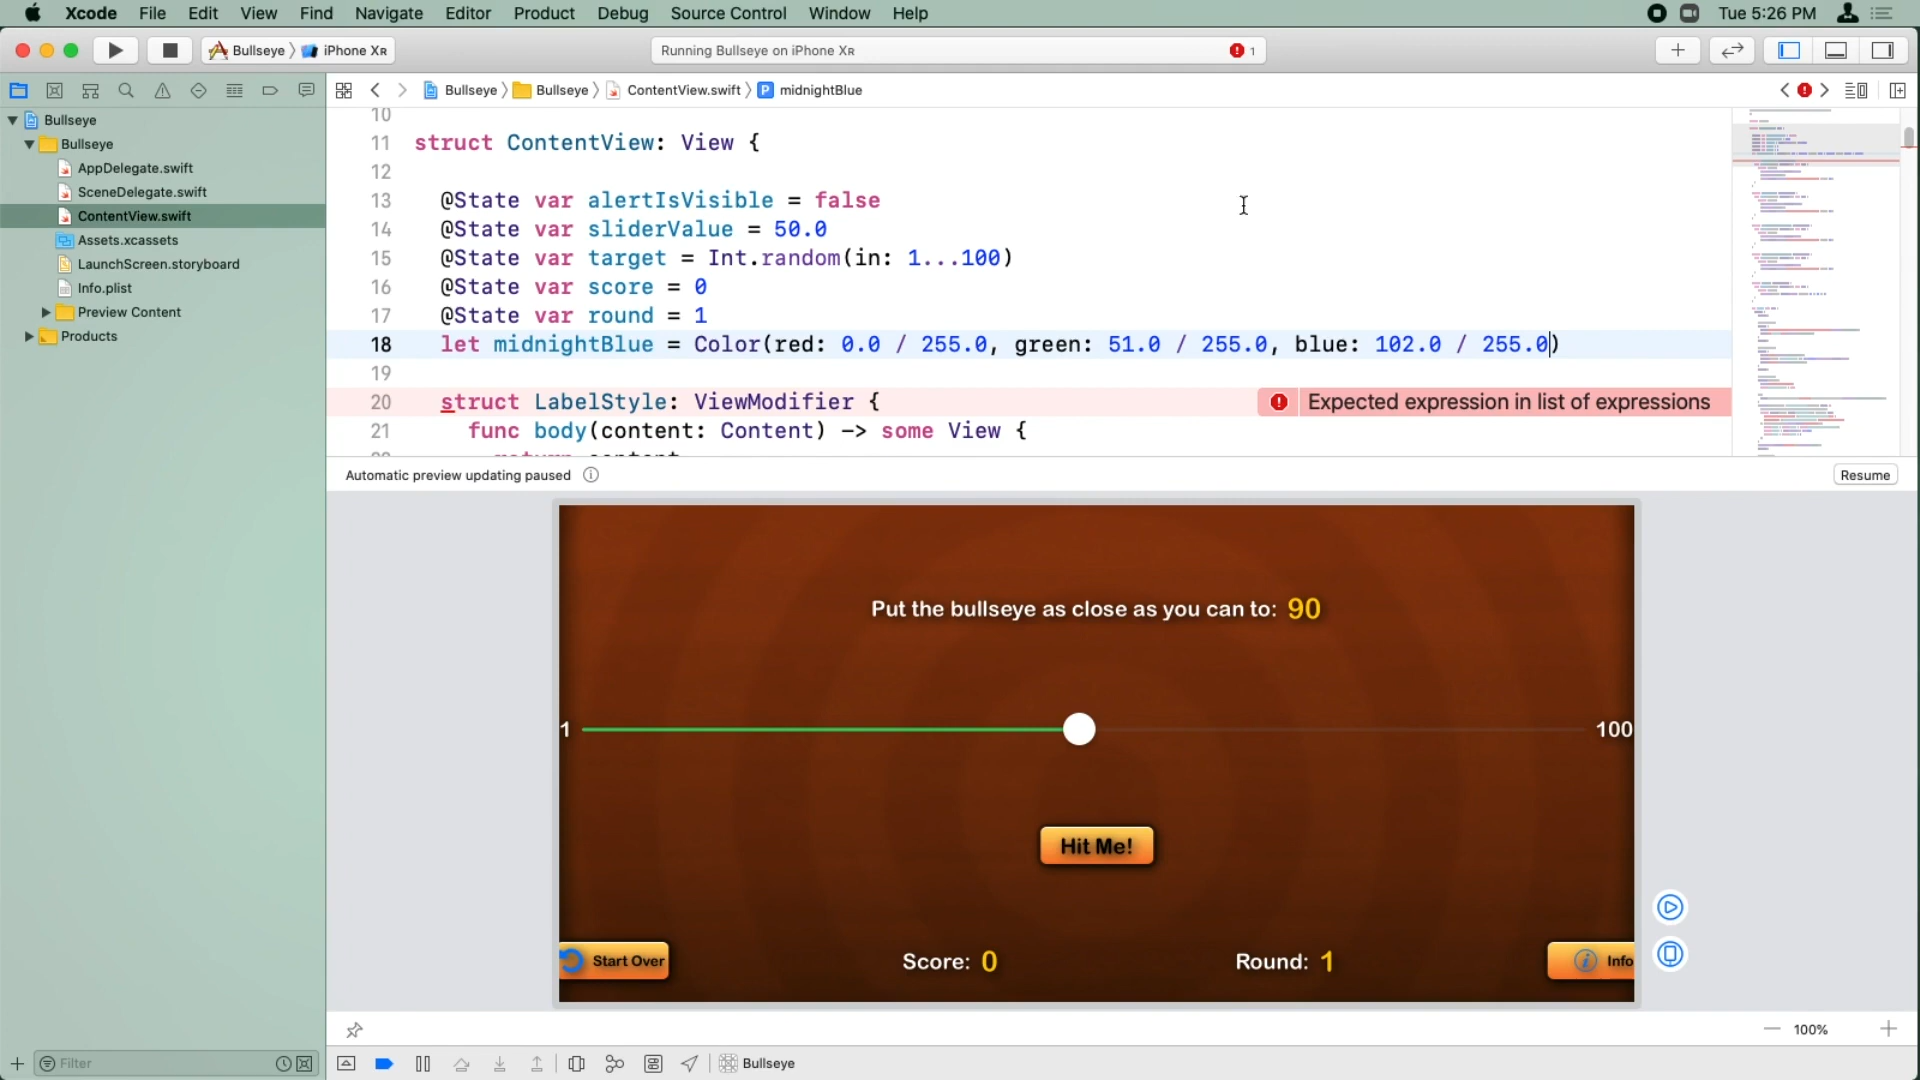 Xcode File Edit View Find Navigate Editor Product Debug Source Control Window Help Tue 5:26 PM
Bullseye iPhone XR Running Bullseye on iPhone XR 1
Bullseye Bullseye ContentView.swift midnightBlue
Bullseye
Bullseye
AppDelegate.swift
SceneDelegate.swift
ContentView.swift
Assets.xcassets
LaunchScreen.storyboard
Info.plist
Preview Content
Products
10
11 struct ContentView: View {
12
13 @State var alertIsVisible = false
14 @State var sliderValue = 50.0
15 @State var target = Int.random(in: 1...100)
16 @State var score = 0
17 @State var round = 1
18 let midnightBlue = Color(red: 0.0 / 255.0, green: 51.0 / 255.0, blue: 102.0 / 255.0)
19
20 struct LabelStyle: ViewModifier { Expected expression in list of expressions
21 func body(content: Content) -> some View {
Automatic preview updating paused Resume
Put the bullseye as close as you can to: 90
1 100
Hit Me!
Start Over Score: 0 Round: 1 Info
100%
Filter Bullseye